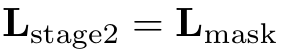 L_stage2 = L_mask